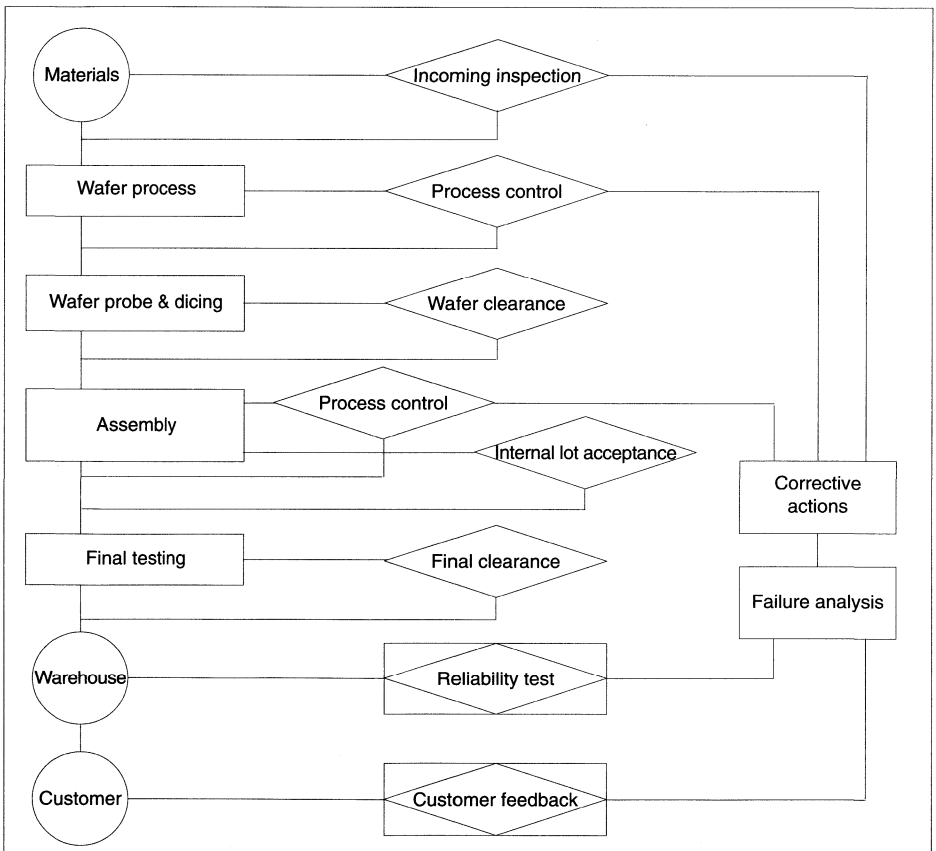 Materials
Incoming inspection
Wafer process
Process control
Wafer probe & dicing
Wafer clearance
Assembly
Process control
Internal lot acceptance
Corrective
actions
Final testing
Final clearance
Failure analysis
Warehouse
Reliability test
Customer
Customer feedback